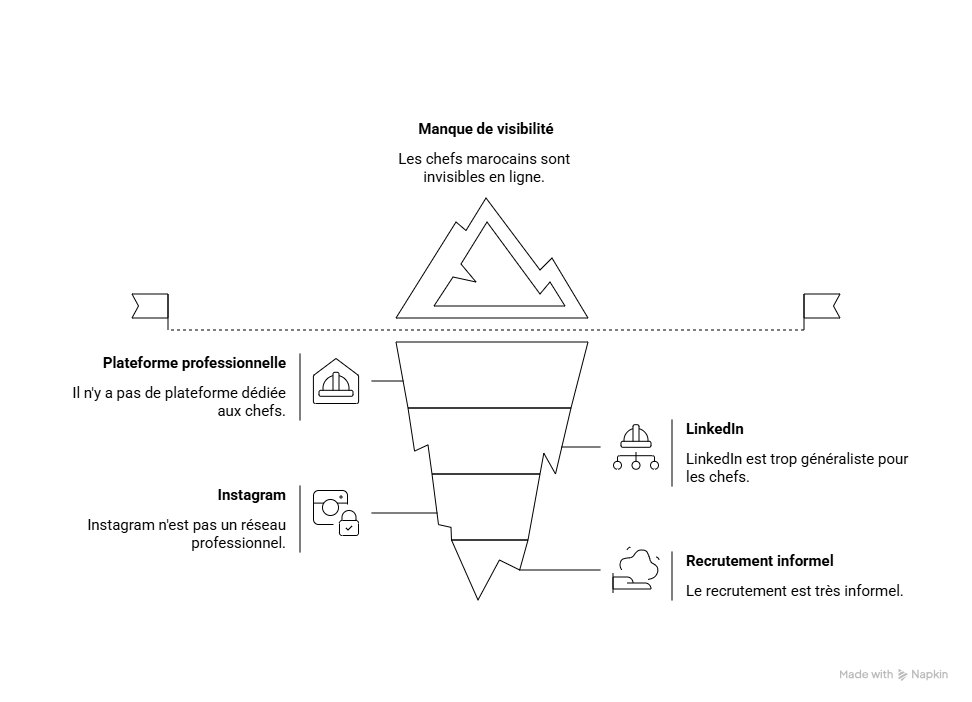 Manque de visibilité
Les chefs marocains sont
invisibles en ligne.
Plateforme professionnelle
Il n'y a pas de plateforme dédiée
aux chefs.
LinkedIn
LinkedIn est trop généraliste pour
les chefs.
Instagram
Instagram n'est pas un réseau
professionnel.
Recrutement informel
Le recrutement est très informel.
Made with Napkin